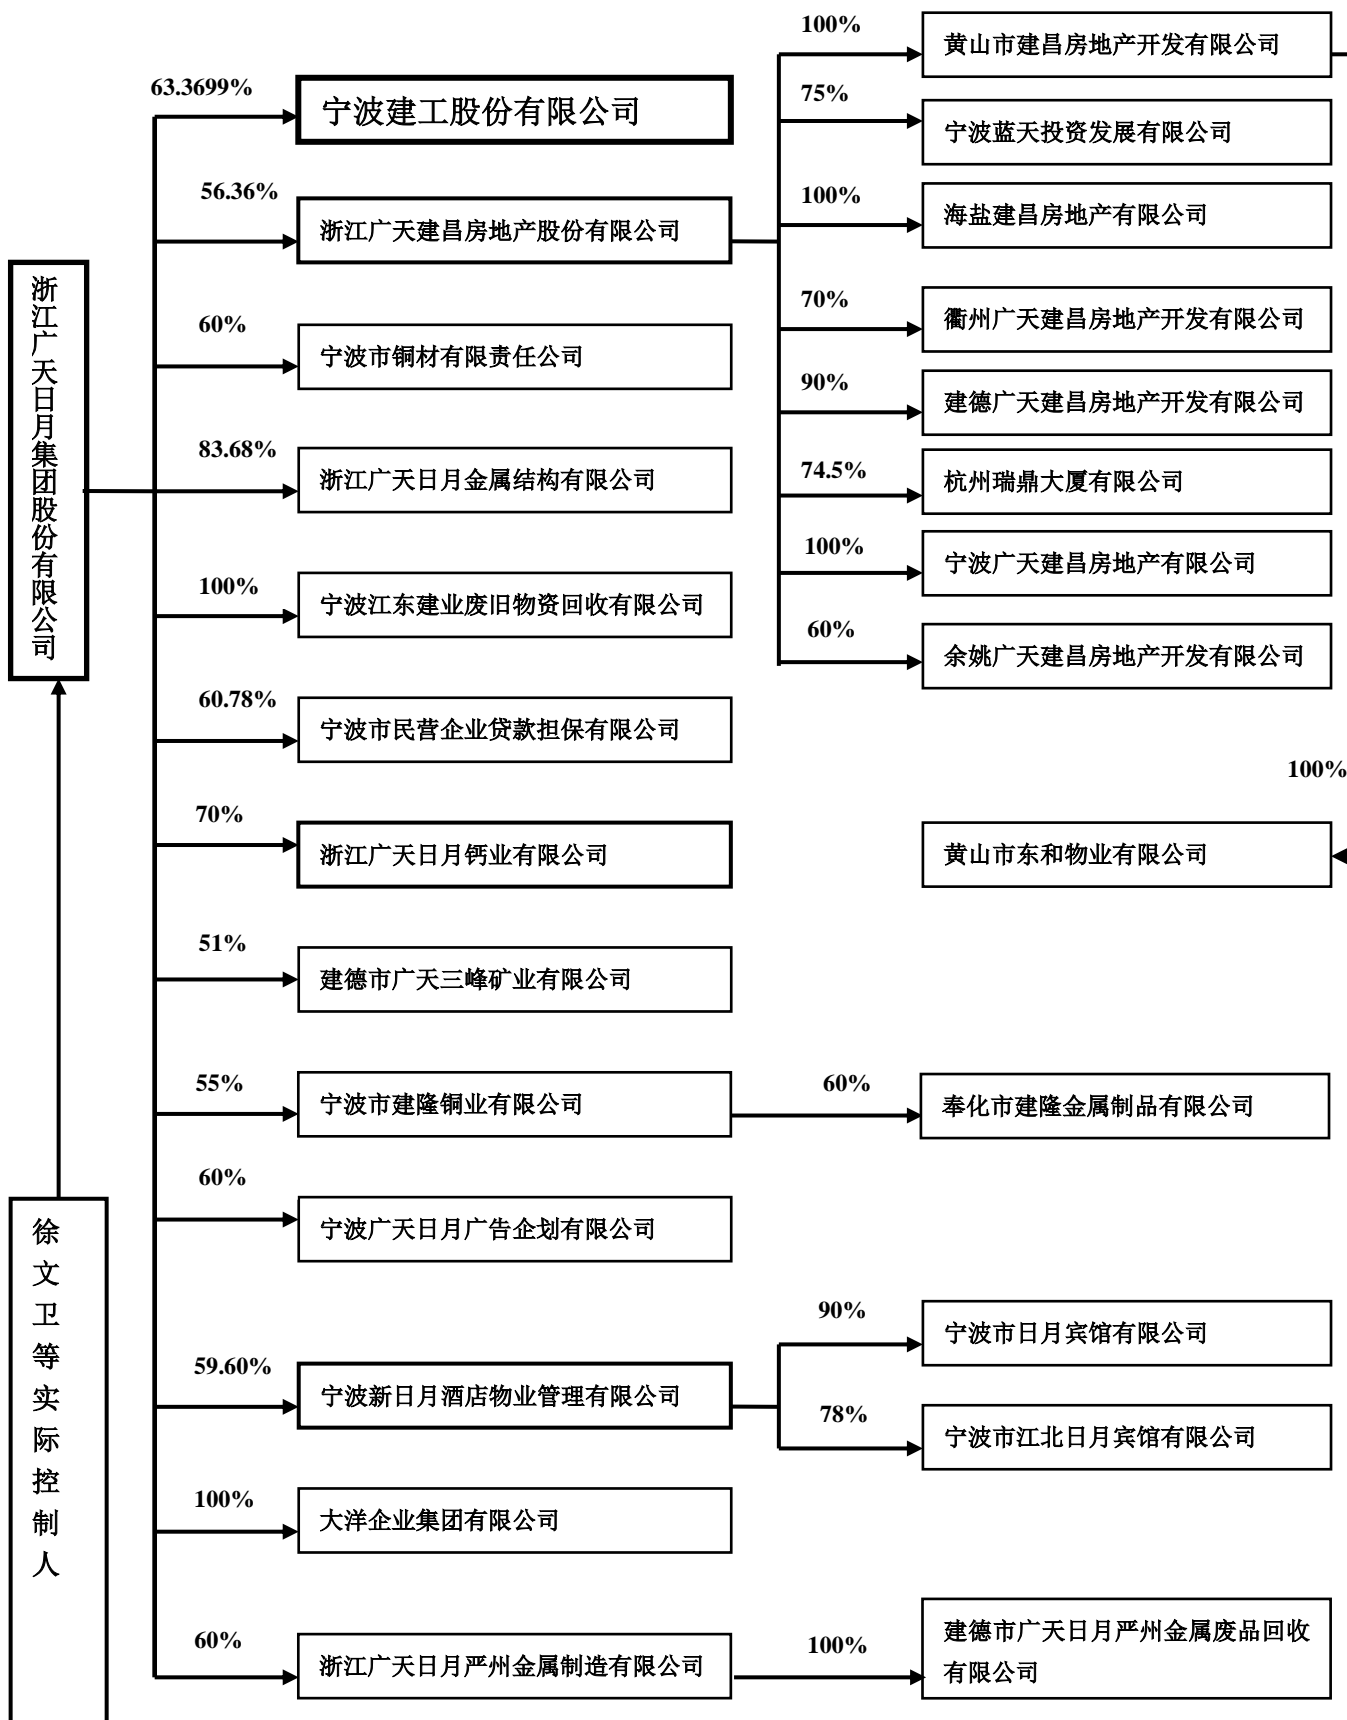 徐文卫等实际控制人
浙江广天日月集团股份有限公司
63.3699%
宁波建工股份有限公司
56.36%
浙江广天建昌房地产股份有限公司
100%
黄山市建昌房地产开发有限公司
75%
宁波蓝天投资发展有限公司
100%
海盐建昌房地产有限公司
70%
衢州广天建昌房地产开发有限公司
90%
建德广天建昌房地产开发有限公司
74.5%
杭州瑞鼎大厦有限公司
100%
宁波广天建昌房地产有限公司
60%
余姚广天建昌房地产开发有限公司
100%
黄山市东和物业有限公司
60%
宁波市铜材有限责任公司
83.68%
浙江广天日月金属结构有限公司
100%
宁波江东建业废旧物资回收有限公司
60.78%
宁波市民营企业贷款担保有限公司
70%
浙江广天日月钙业有限公司
51%
建德市广天三峰矿业有限公司
55%
宁波市建隆铜业有限公司
60%
奉化市建隆金属制品有限公司
60%
宁波广天日月广告企划有限公司
59.60%
宁波新日月酒店物业管理有限公司
90%
宁波市日月宾馆有限公司
78%
宁波市江北日月宾馆有限公司
100%
大洋企业集团有限公司
60%
浙江广天日月严州金属制造有限公司
100%
建德市广天日月严州金属废品回收
有限公司